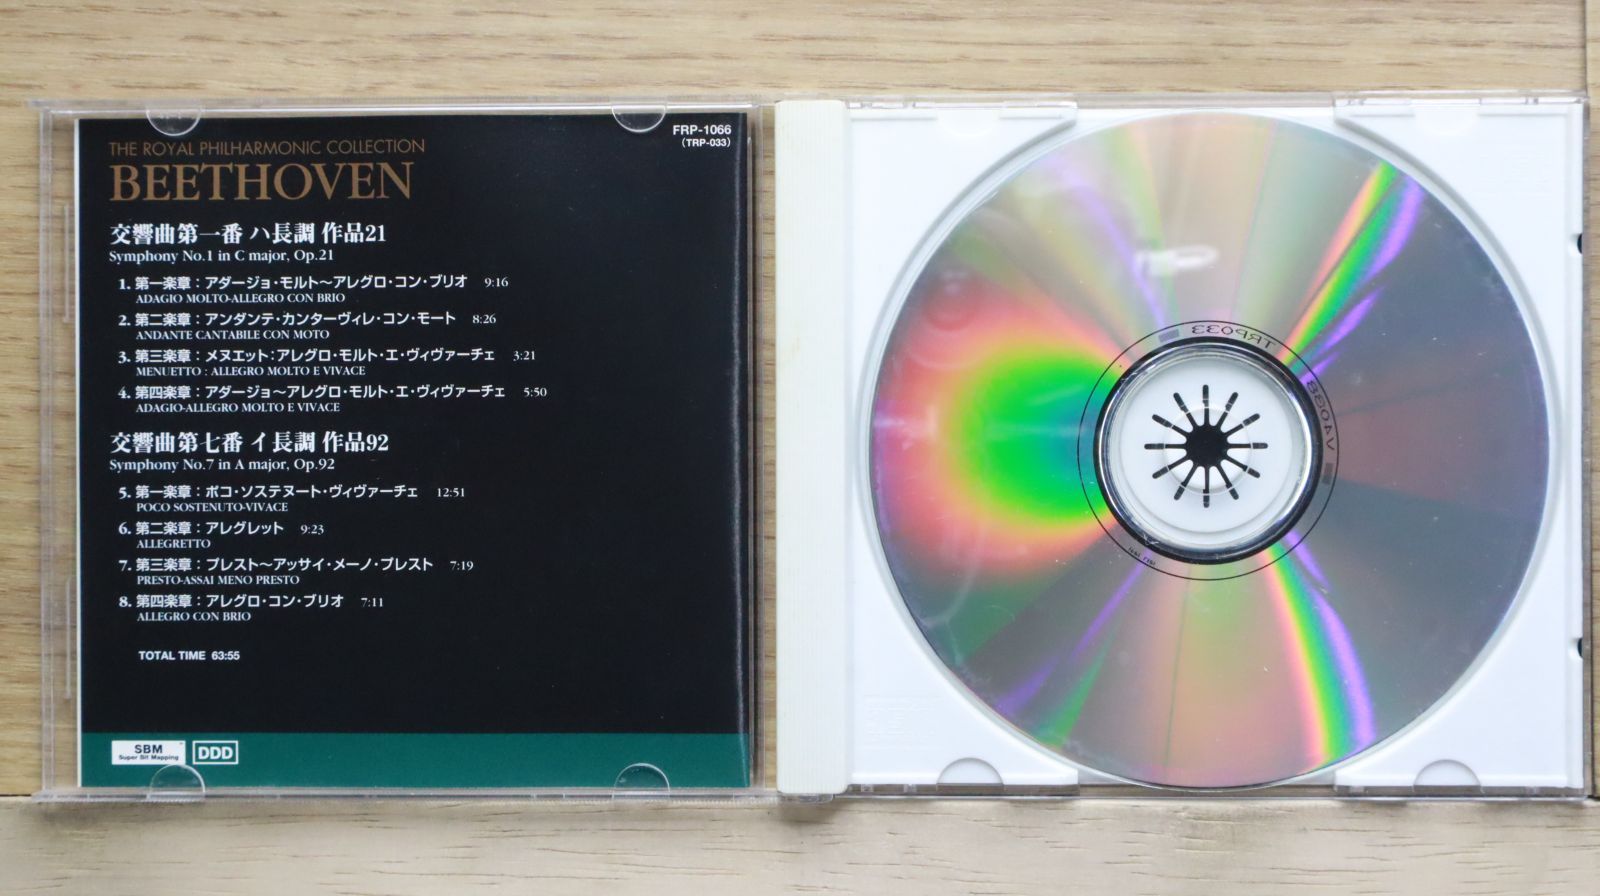 FRP-1066
(TRP-033)
THE ROYAL PHILHARMONIC COLLECTION
BEETHOVEN
交響曲第一番 ハ長調 作品21
Symphony No.1 in C major, Op.21
1. 第一楽章：アダージョ・モルト〜アレグロ・コン・ブリオ 9:16
ADAGIO MOLTO-ALLEGRO CON BRIO
2. 第二楽章：アンダンテ・カンターヴィレ・コン・モート 8:26
ANDANTE CANTABILE CON MOTO
3. 第三楽章：メヌエット：アレグロ・モルト・エ・ヴィヴァーチェ 3:21
MENUETTO : ALLEGRO MOLTO E VIVACE
4. 第四楽章：アダージョ〜アレグロ・モルト・エ・ヴィヴァーチェ 5:50
ADAGIO-ALLEGRO MOLTO E VIVACE
交響曲第七番 イ長調 作品92
Symphony No.7 in A major, Op.92
5. 第一楽章：ポコ・ソステヌート・ヴィヴァーチェ 12:51
POCO SOSTENUTO-VIVACE
6. 第二楽章：アレグレット 9:23
ALLEGRETTO
7. 第三楽章：プレスト〜アッサイ・メーノ・プレスト 7:19
PRESTO-ASSAI MENO PRESTO
8. 第四楽章：アレグロ・コン・ブリオ 7:11
ALLEGRO CON BRIO
TOTAL TIME 63:55
SBM
Super Bit Mapping
DDD
TRP033
V4088